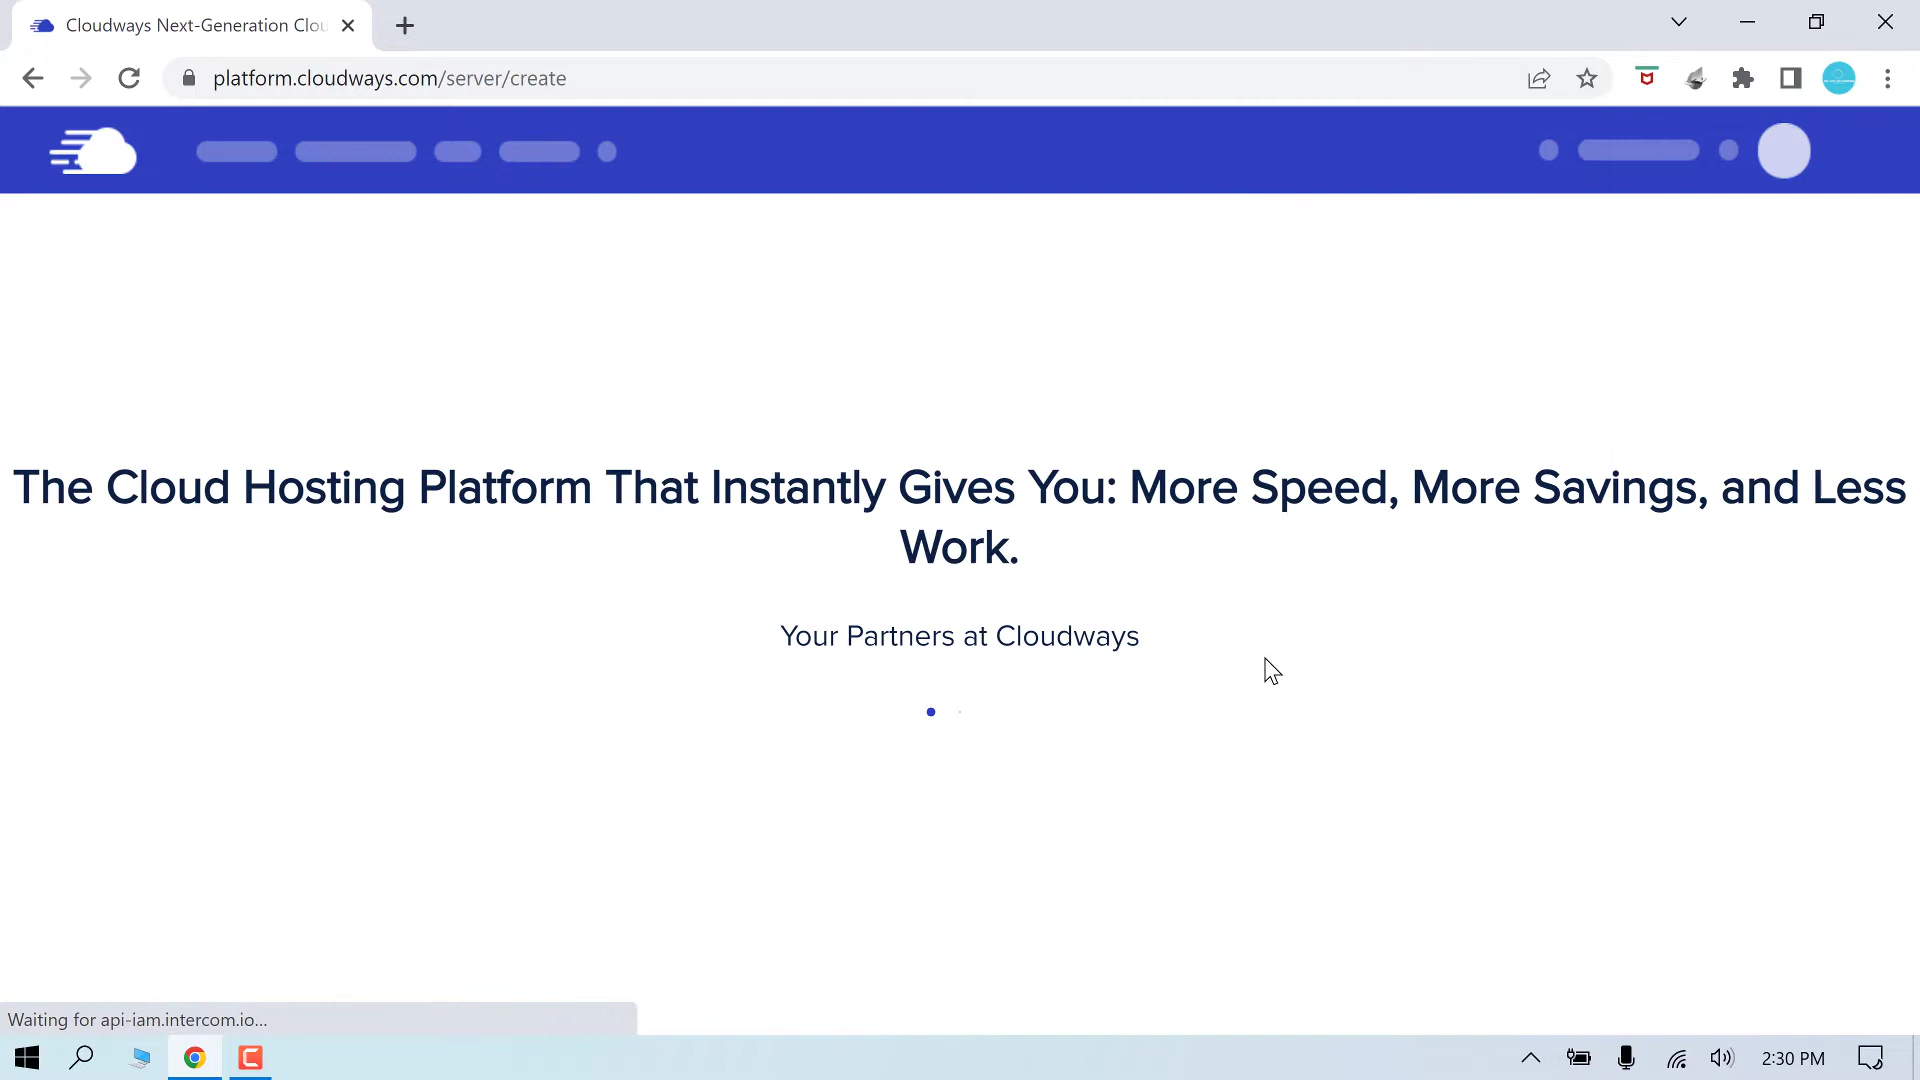 Cloudways Next-Generation Clou
platform.cloudways.com/server/create
The Cloud Hosting Platform That Instantly Gives You: More Speed, More Savings, and Less
Work.
Your Partners at Cloudways
Waiting for api-iam.intercom.io...
2:30 PM